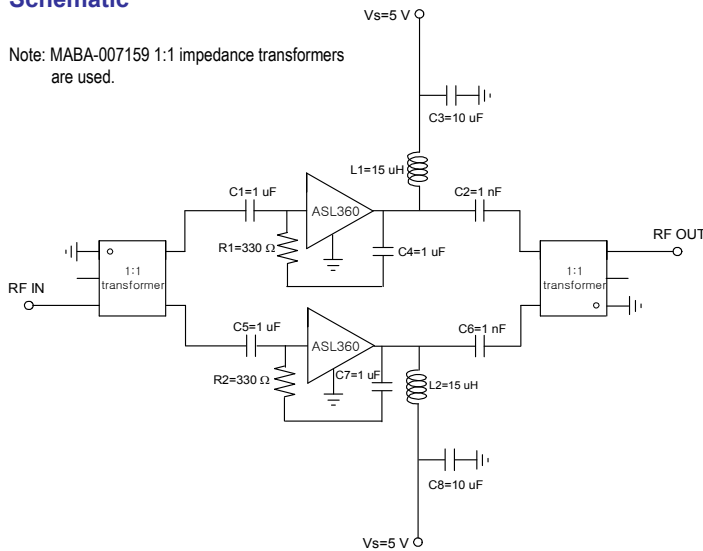 Schematic
Note: MABA-007159 1:1 impedance transformers
are used.
Vs=5 V
C3=10 uF
L1=15 uH
C1=1 uF
C2=1 nF
ASL360
R1=330 Ω
C4=1 uF
RF OUT
1:1
transformer
1:1
transformer
RF IN
C5=1 uF
C6=1 nF
ASL360
R2=330 Ω
C7=1 uF
L2=15 uH
C8=10 uF
Vs=5 V